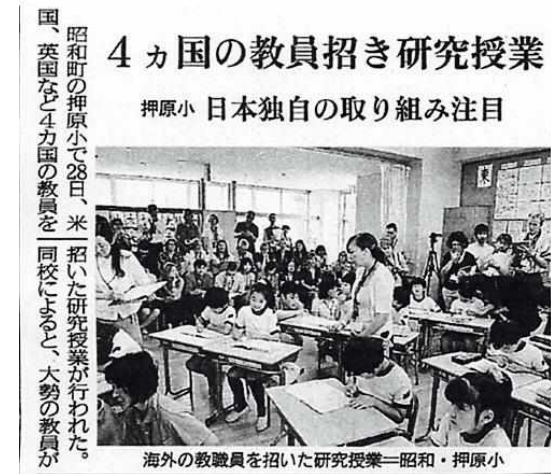 4ヵ国の教員招き研究授業
押原小 日本独自の取り組み注目
昭和町の押原小で28日、米
国、英国など4カ国の教員を
招いた研究授業が行われた。
同校によると、大勢の教員が
東
海外の教職員を招いた研究授業=昭和・押原小